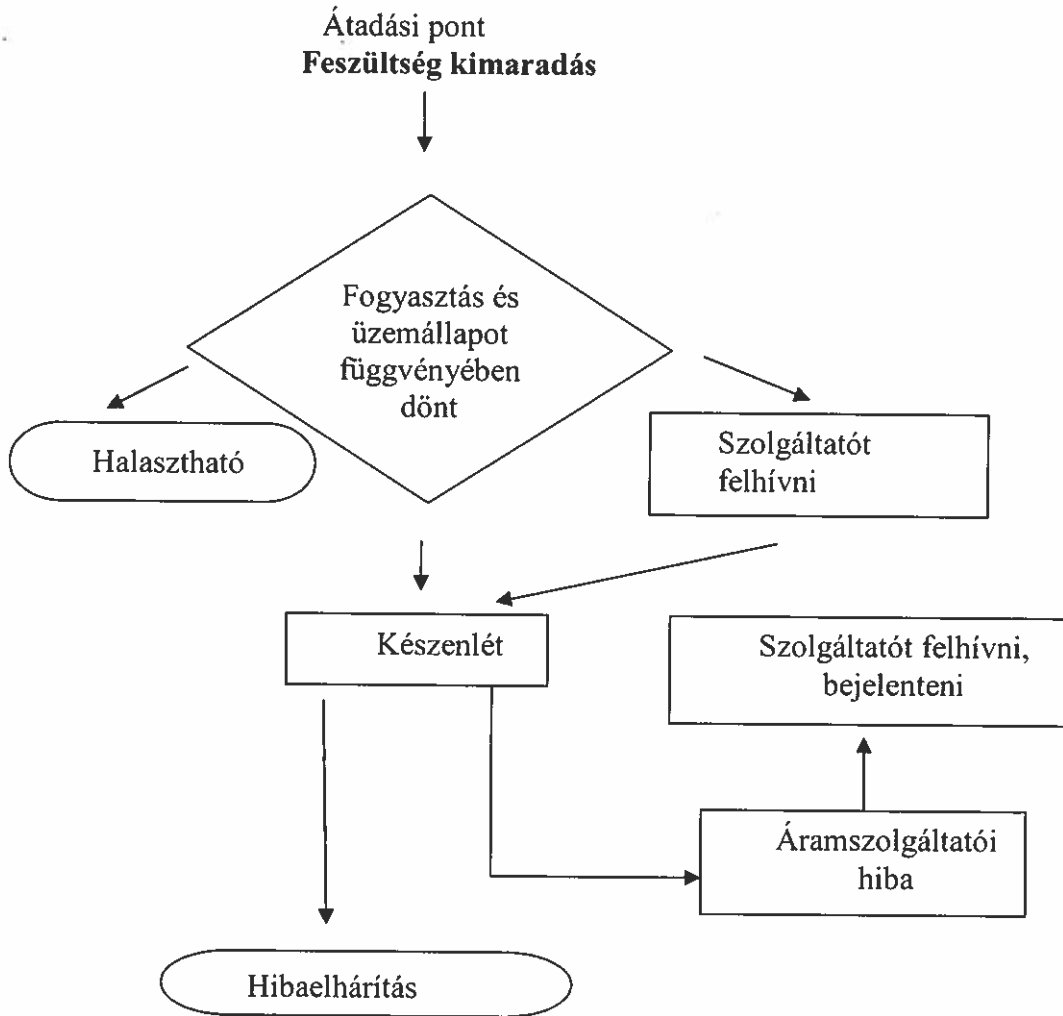 Átadási pont
Feszültség kimaradás
Fogyasztás és
üzemállapot
függvényében
dönt
Halasztható
Szolgáltatót
felhívni
Készenlét
Szolgáltatót felhívni,
bejelenteni
Áramszolgáltatói
hiba
Hibaelhárítás